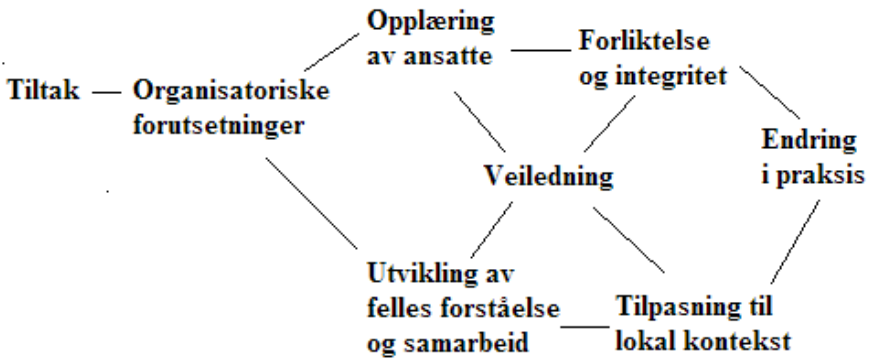 Tiltak
Organisatoriske
forutsetninger
Opplæring
av ansatte
Forliktelse
og integritet
Veiledning
Endring
i praksis
Utvikling av
felles forståelse
og samarbeid
Tilpasning til
lokal kontekst